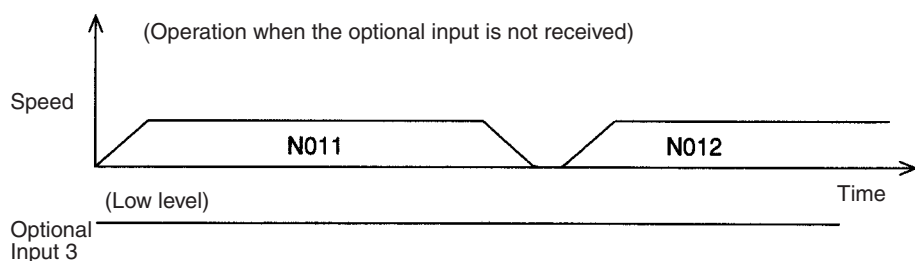 (Operation when the optional input is not received)
Speed
N011
N012
Time
(Low level)
Optional
Input 3